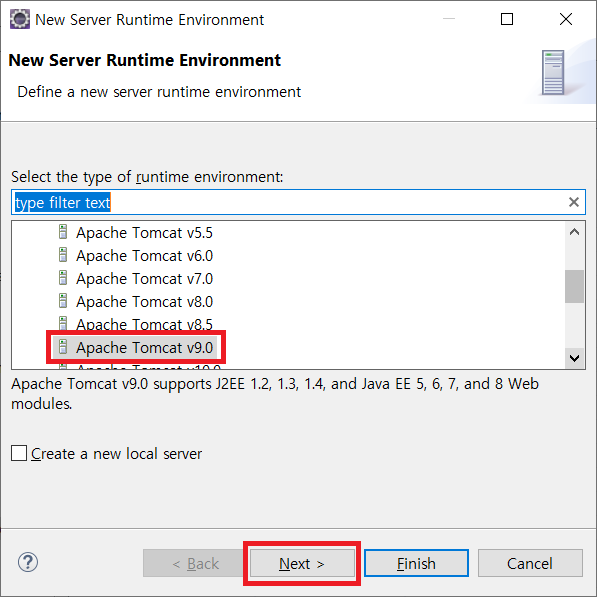 New Server Runtime Environment
New Server Runtime Environment
Define a new server runtime environment
Select the type of runtime environment:
type filter text
Apache Tomcat v5.5
Apache Tomcat v6.0
Apache Tomcat v7.0
Apache Tomcat v8.0
Apache Tomcat v8.5
Apache Tomcat v9.0
Apache Tomcat v10.0
Apache Tomcat v9.0 supports J2EE 1.2, 1.3, 1.4, and Java EE 5, 6, 7, and 8 Web
modules.
Create a new local server
? < Back Next > Finish Cancel